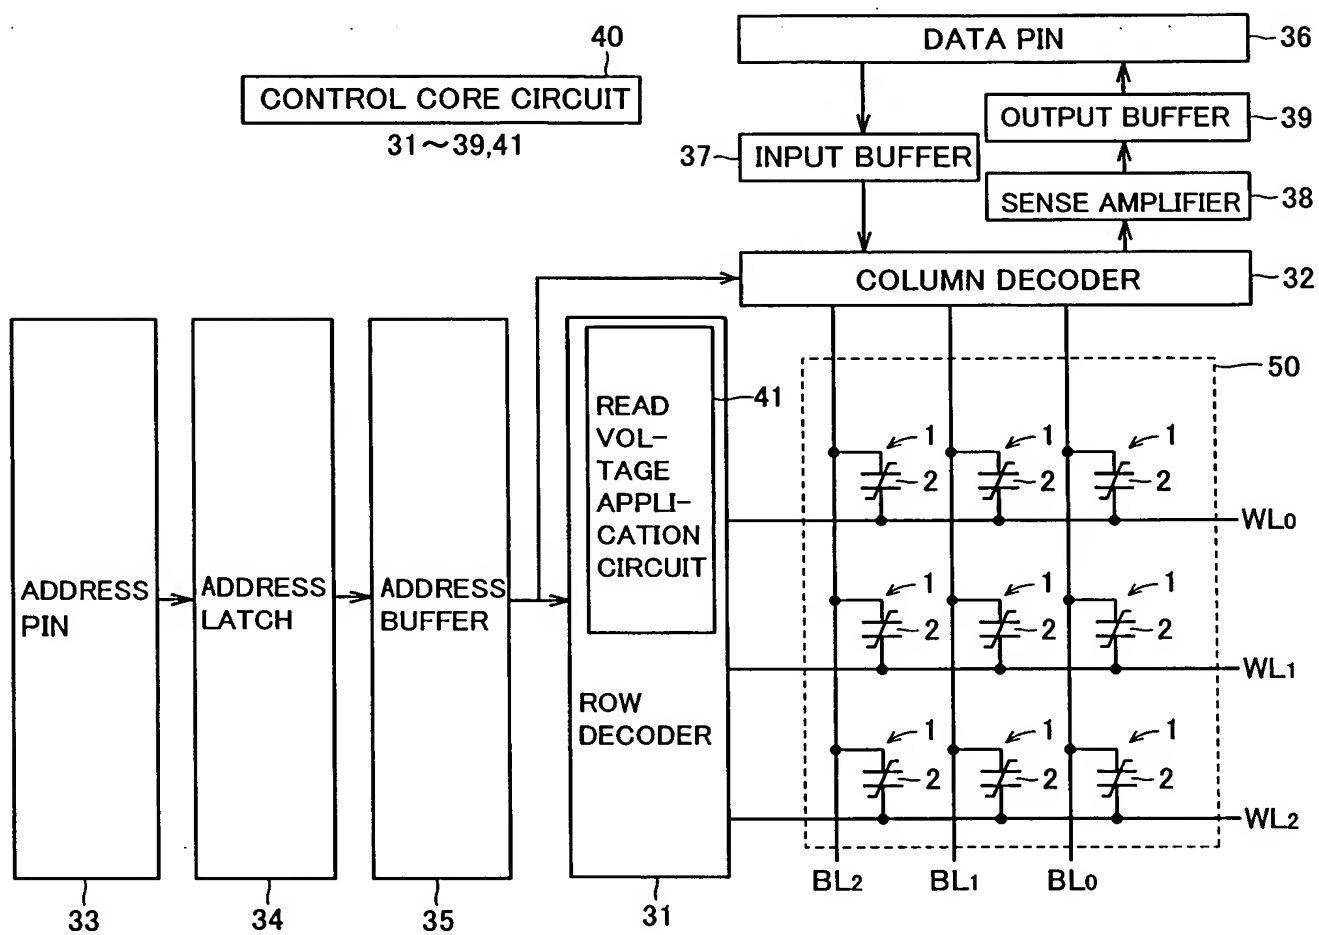 40
DATA PIN
36
CONTROL CORE CIRCUIT
31～39,41
OUTPUT BUFFER
39
37
INPUT BUFFER
SENSE AMPLIFIER
38
COLUMN DECODER
32
50
41
READ
VOL-
TAGE
APPLI-
CATION
CIRCUIT
1
1
1
2
2
2
WL0
ADDRESS
PIN
ADDRESS
LATCH
ADDRESS
BUFFER
1
1
1
2
2
2
WL1
ROW
DECODER
1
1
1
2
2
2
WL2
BL2
BL1
BL0
33
34
35
31